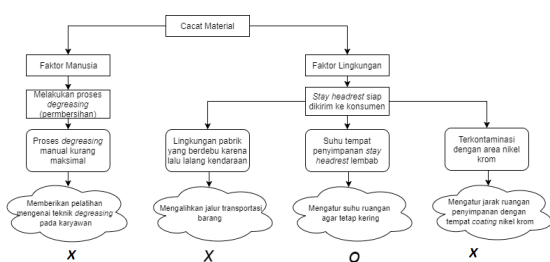 Cacat Material
Faktor Manusia
Faktor Lingkungan
Melakukan proses
degreasing
(permbersihan)
Stay headrest siap
dikirim ke konsumen
Proses degreasing
manual kurang
maksimal
Lingkungan pabrik
yang berdebu karena
lalu lalang kendaraan
Suhu tempat
penyimpanan stay
headrest lembab
Terkontaminasi
dengan area nikel
krom
Memberikan pelatihan
mengenai teknik degreasing
pada karyawan
Mengalihkan jalur transportasi
barang
Mengatur suhu ruangan
agar tetap kering
Mengatur jarak ruangan
penyimpanan dengan
tempat coating nikel krom
X
X
O
X